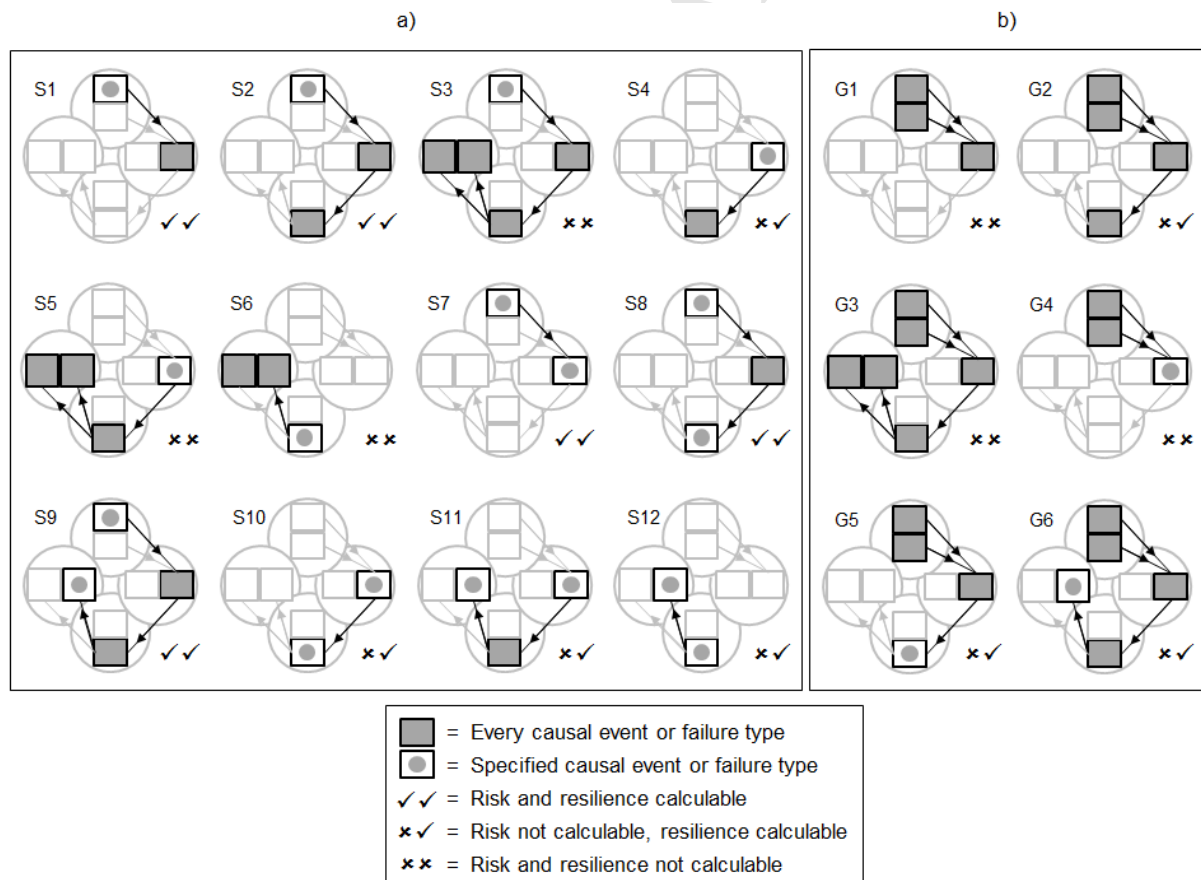 a)
b)
S1 S2 S3 S4
✓✓ ✓✓ ✖✖ ✖✓
G1 G2
✖✖ ✖✓
S5 S6 S7 S8
✖✖ ✖✖ ✓✓ ✓✓
G3 G4
✖✖ ✖✖
S9 S10 S11 S12
✓✓ ✖✓ ✖✓ ✖✓
G5 G6
✖✓ ✖✓
= Every causal event or failure type
= Specified causal event or failure type
✓✓ = Risk and resilience calculable
✖✓ = Risk not calculable, resilience calculable
✖✖ = Risk and resilience not calculable